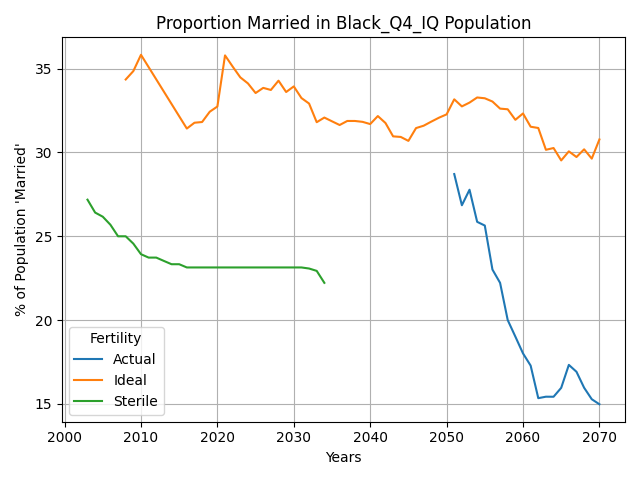 Proportion Married in Black_Q4_IQ Population
% of Population 'Married'
35
30
25
20
15
Fertility
Actual
Ideal
Sterile
2000 2010 2020 2030 2040 2050 2060 2070
Years